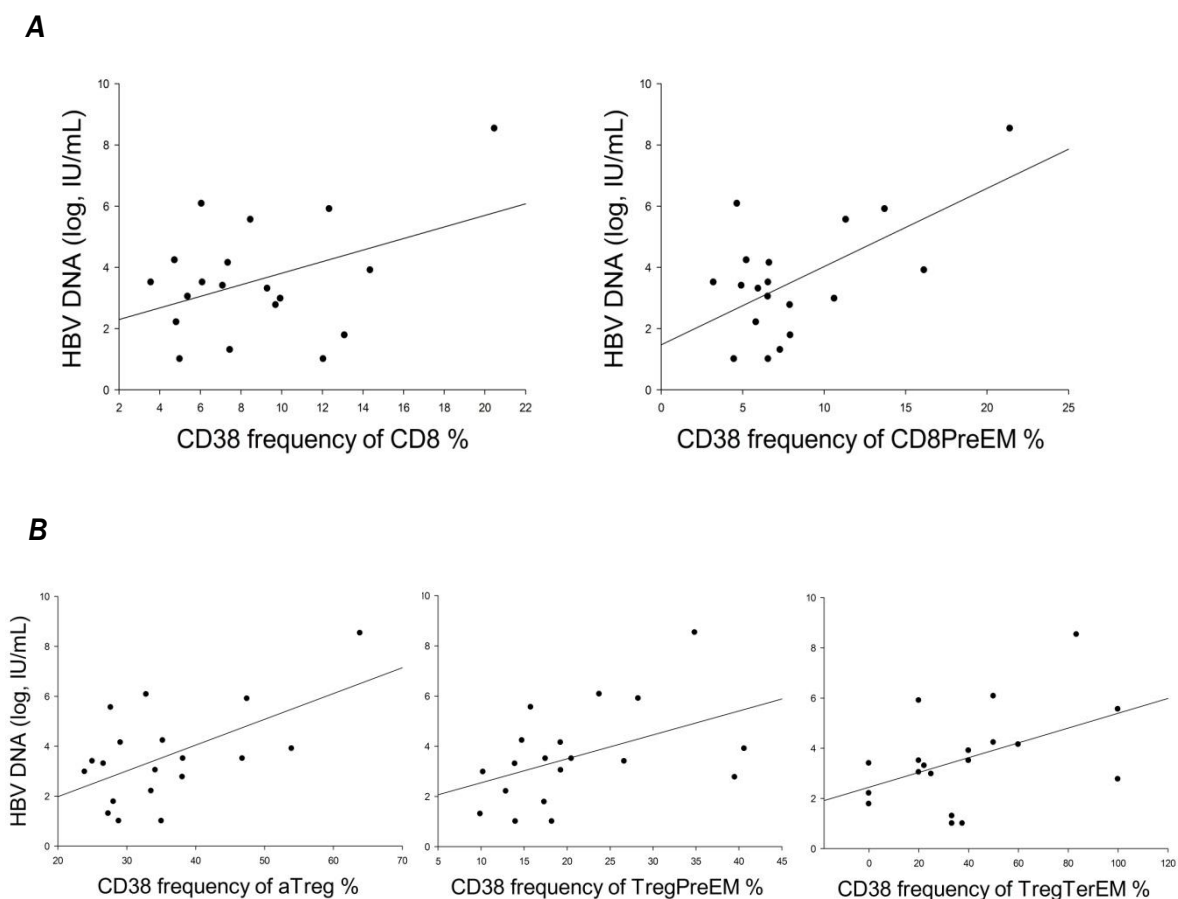 A
HBV DNA (log, IU/mL)
10
8
6
4
2
0
2 4 6 8 10 12 14 16 18 20 22
CD38 frequency of CD8 %
HBV DNA (log, IU/mL)
10
8
6
4
2
0
0 5 10 15 20 25
CD38 frequency of CD8PreEM %
B
HBV DNA (log, IU/mL)
10
8
6
4
2
0
20 30 40 50 60 70
CD38 frequency of aTreg %
10
8
6
4
2
0
5 10 15 20 25 30 35 40 45
CD38 frequency of TregPreEM %
10
8
6
4
2
0
0 20 40 60 80 100 120
CD38 frequency of TregTerEM %